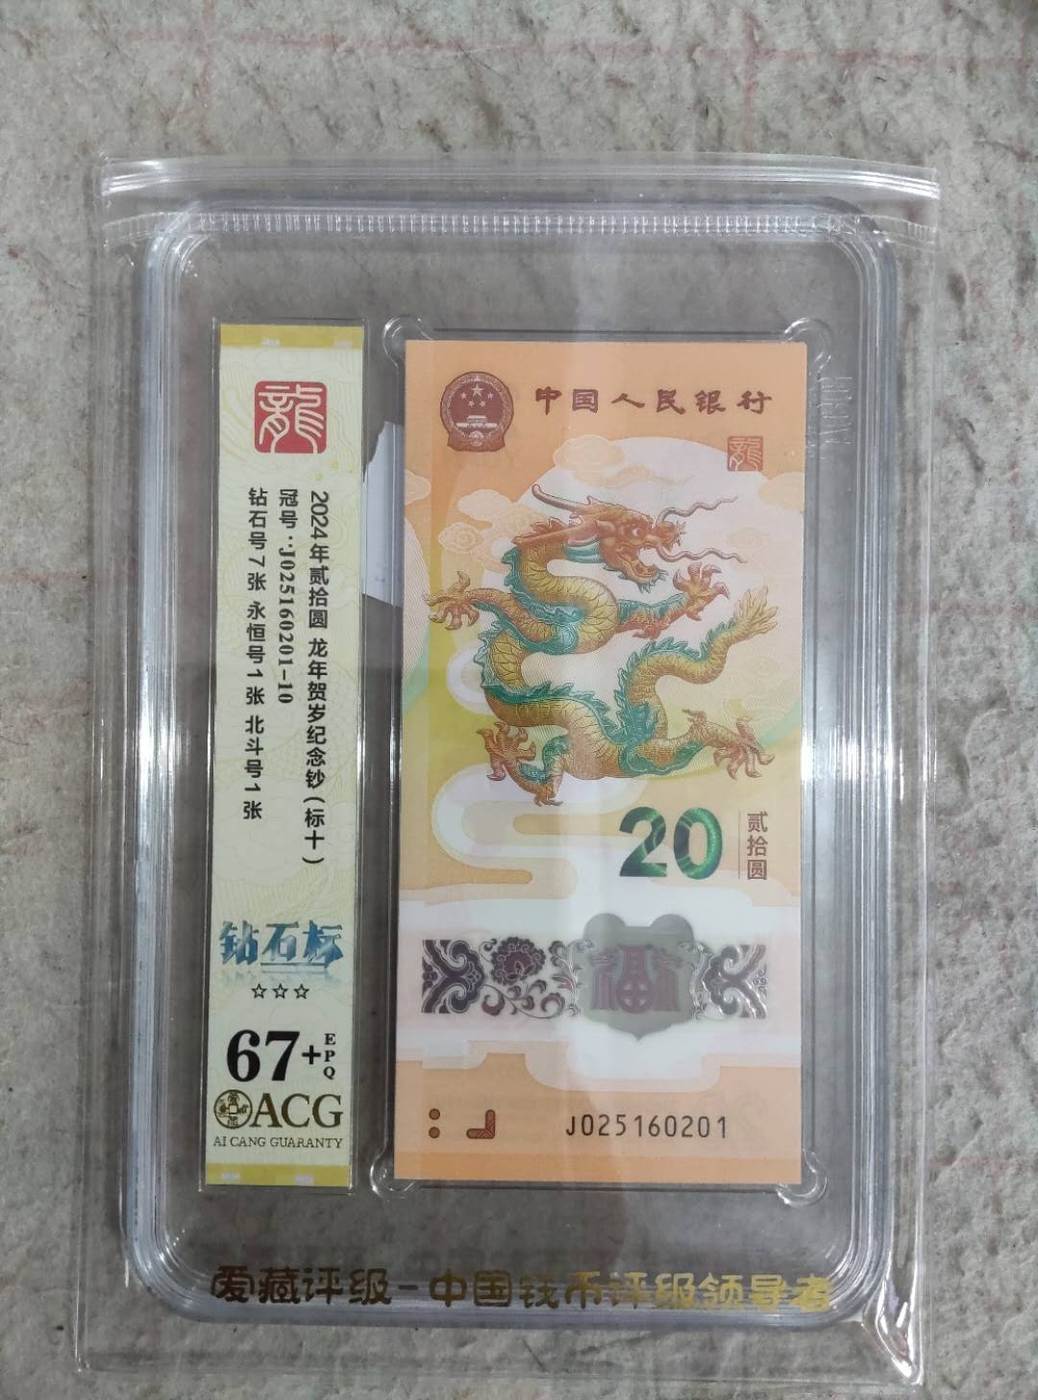 龍
2024年贰拾圆 龙年贺岁纪念钞(标十)
冠号:J025160201-10
钻石号7张 永恒号1张 北斗号1张
钻石标
☆☆☆
67+EPQ
ACG
AI CANG GUARANTY
中国人民银行
龍
20
贰拾圆
福
J025160201
爱藏评级-中国钱币评级领导者